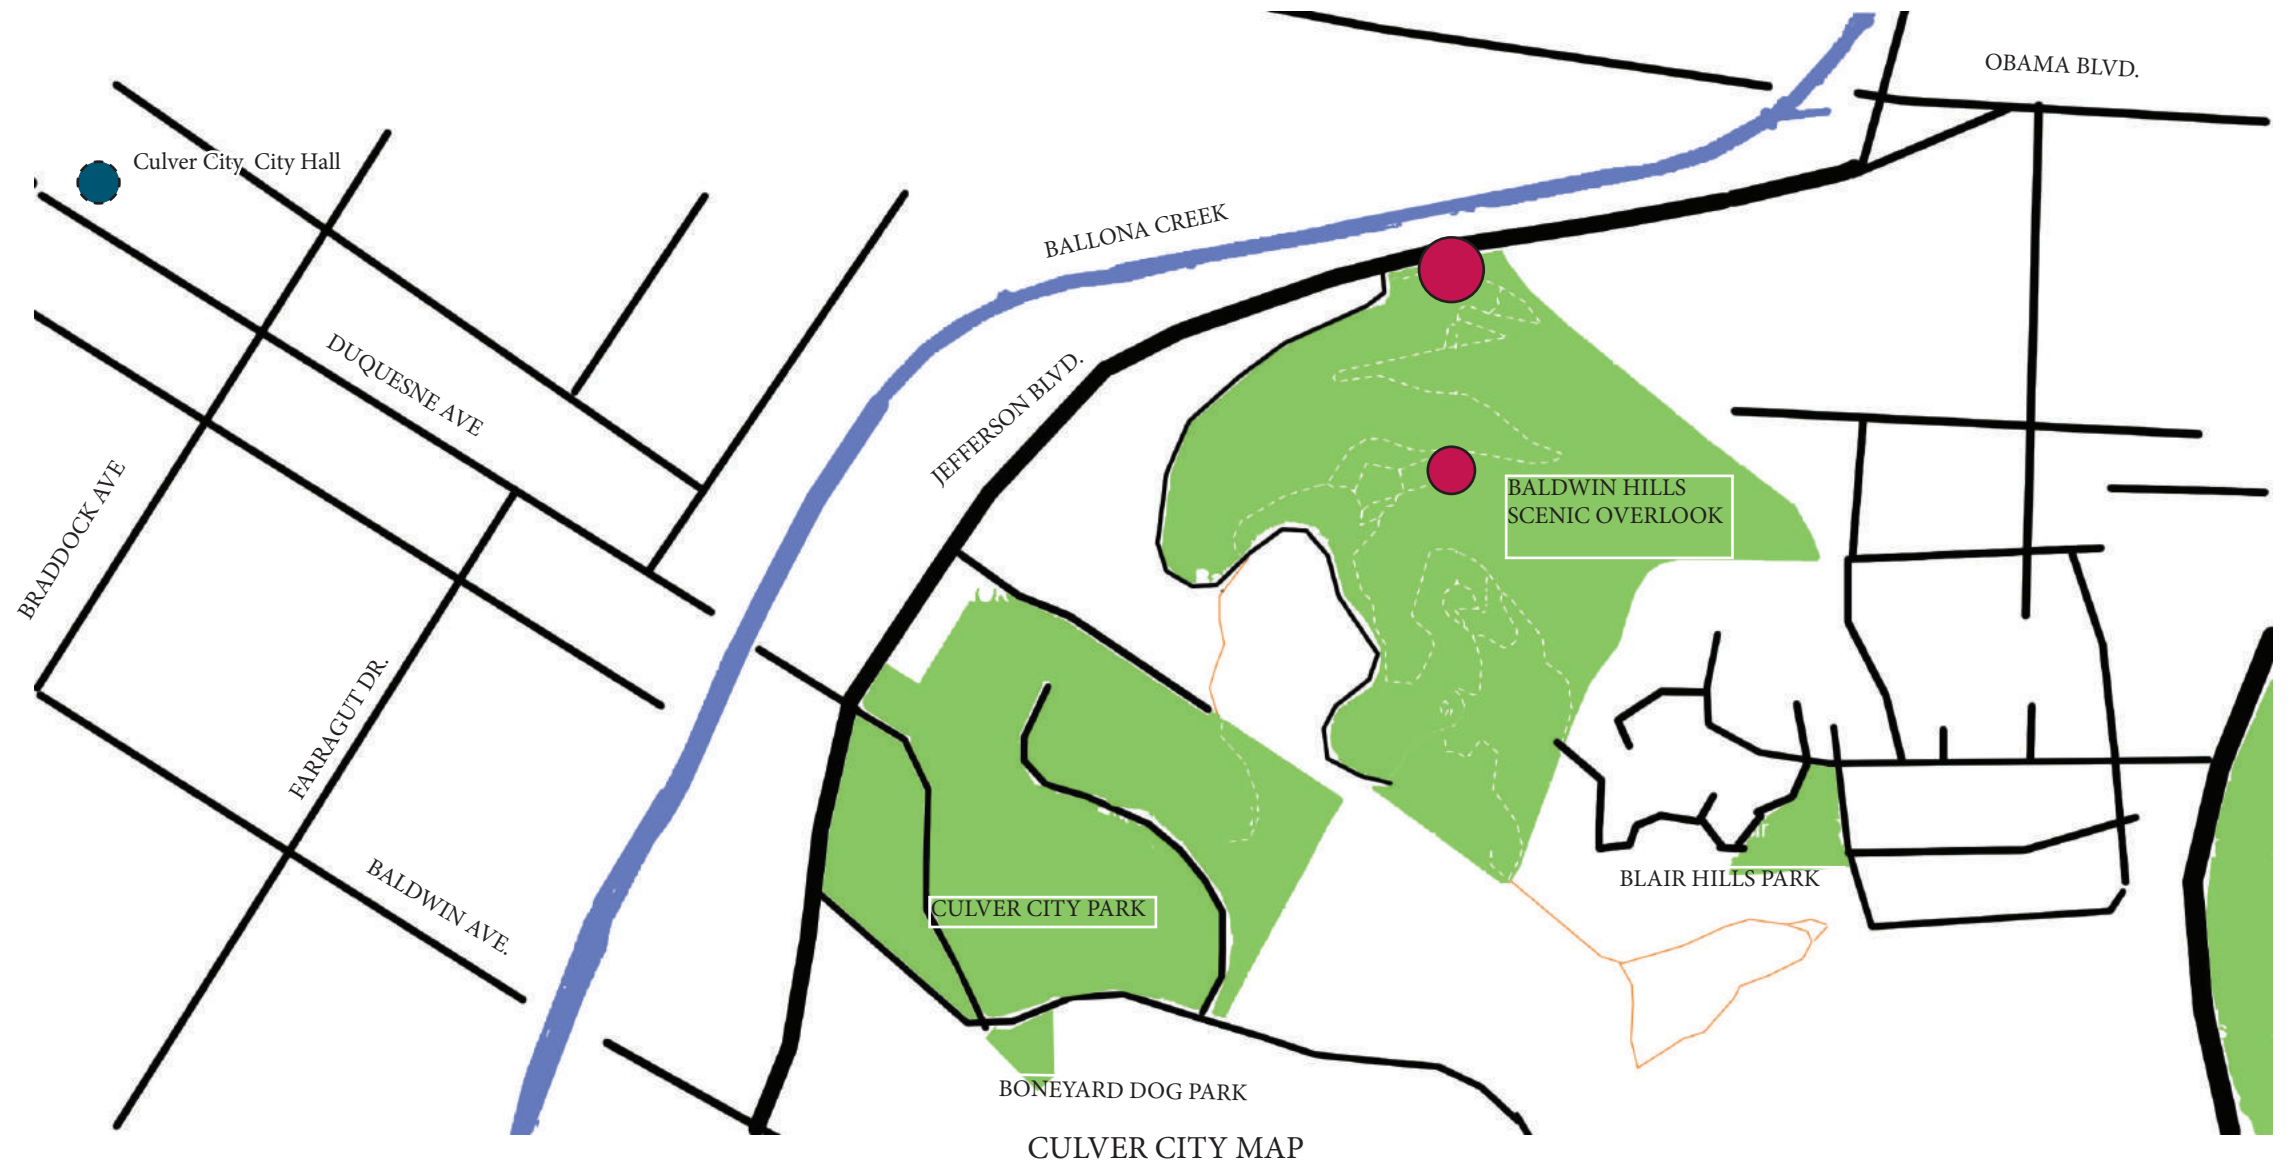 OBAMA BLVD.
Culver City, City Hall
BALLONA CREEK
DUQUESNE AVE
JEFFERSON BLVD.
BRADDOCK AVE
BALDWIN HILLS
SCENIC OVERLOOK
FARRAGUT DR.
BALDWIN AVE.
BLAIR HILLS PARK
CULVER CITY PARK
BONEYARD DOG PARK
CULVER CITY MAP